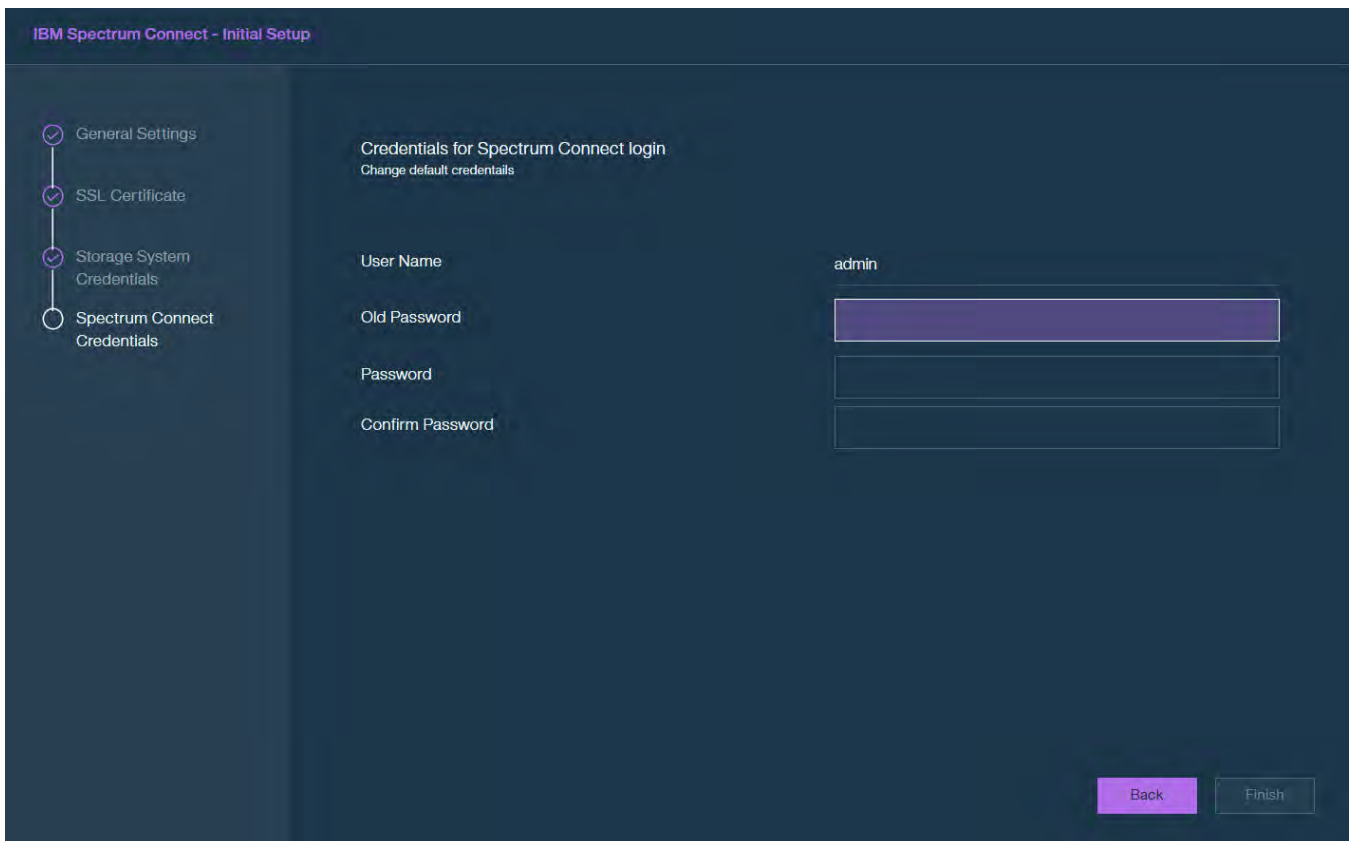 IBM Spectrum Connect - Initial Setup
General Settings
SSL Certificate
Storage System
Credentials
Spectrum Connect
Credentials
Credentials for Spectrum Connect login
Change default credentails
User Name
admin
Old Password
Password
Confirm Password
Back
Finish